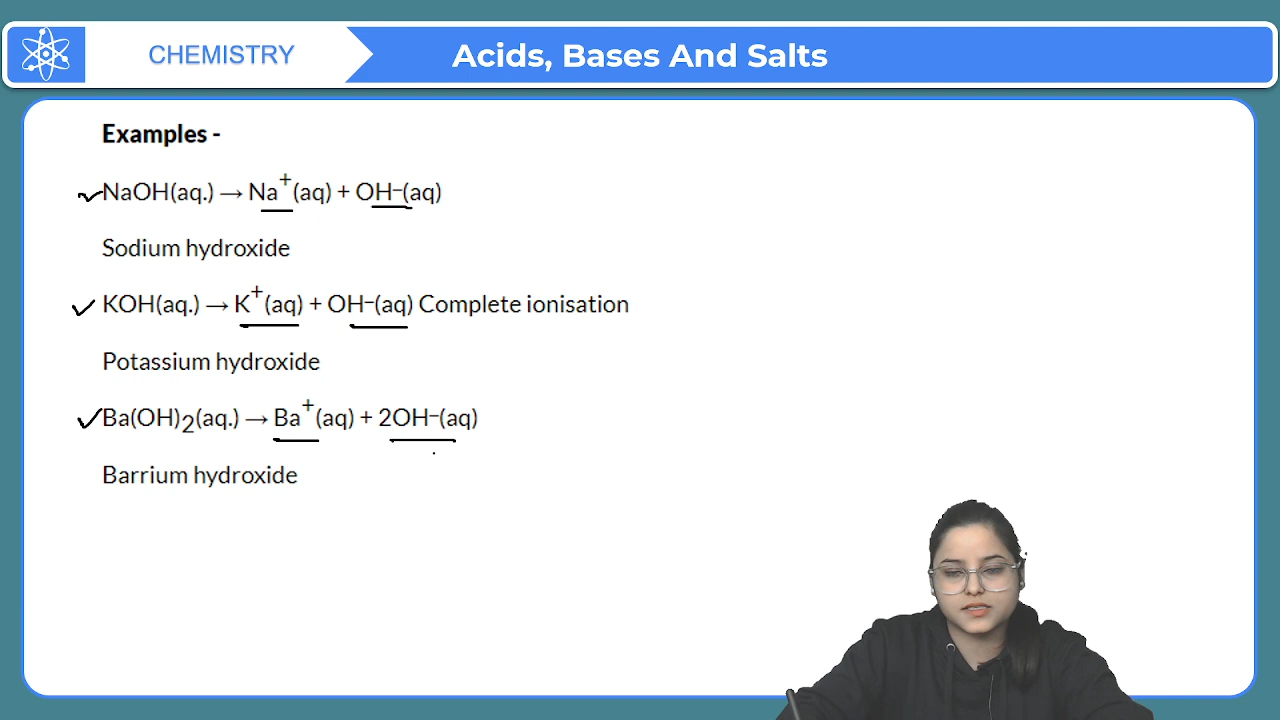 CHEMISTRY
Acids, Bases And Salts
Examples -
NaOH(aq.) → Na⁺(aq) + OH–(aq)
Sodium hydroxide
KOH(aq.) → K⁺(aq) + OH–(aq) Complete ionisation
Potassium hydroxide
Ba(OH)₂(aq.) → Ba⁺(aq) + 2OH–(aq)
Barrium hydroxide